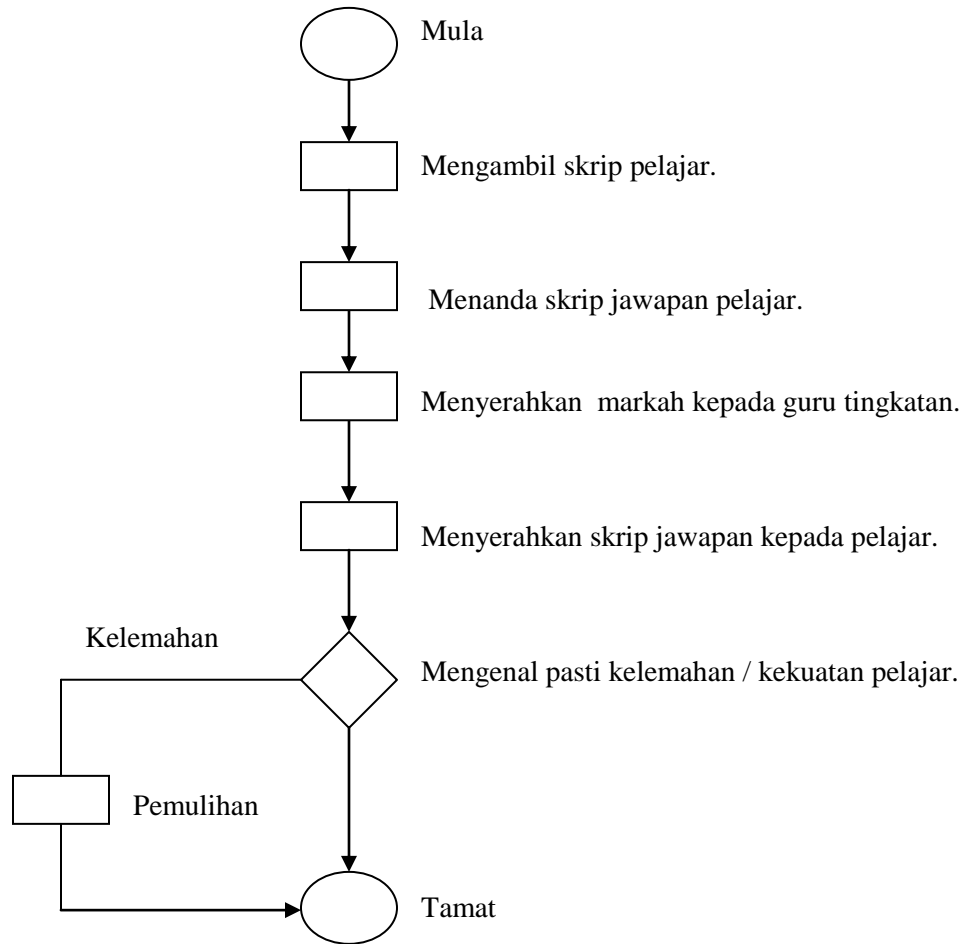 Mula
Mengambil skrip pelajar.
Menanda skrip jawapan pelajar.
Menyerahkan markah kepada guru tingkatan.
Menyerahkan skrip jawapan kepada pelajar.
Kelemahan
Mengenal pasti kelemahan / kekuatan pelajar.
Pemulihan
Tamat